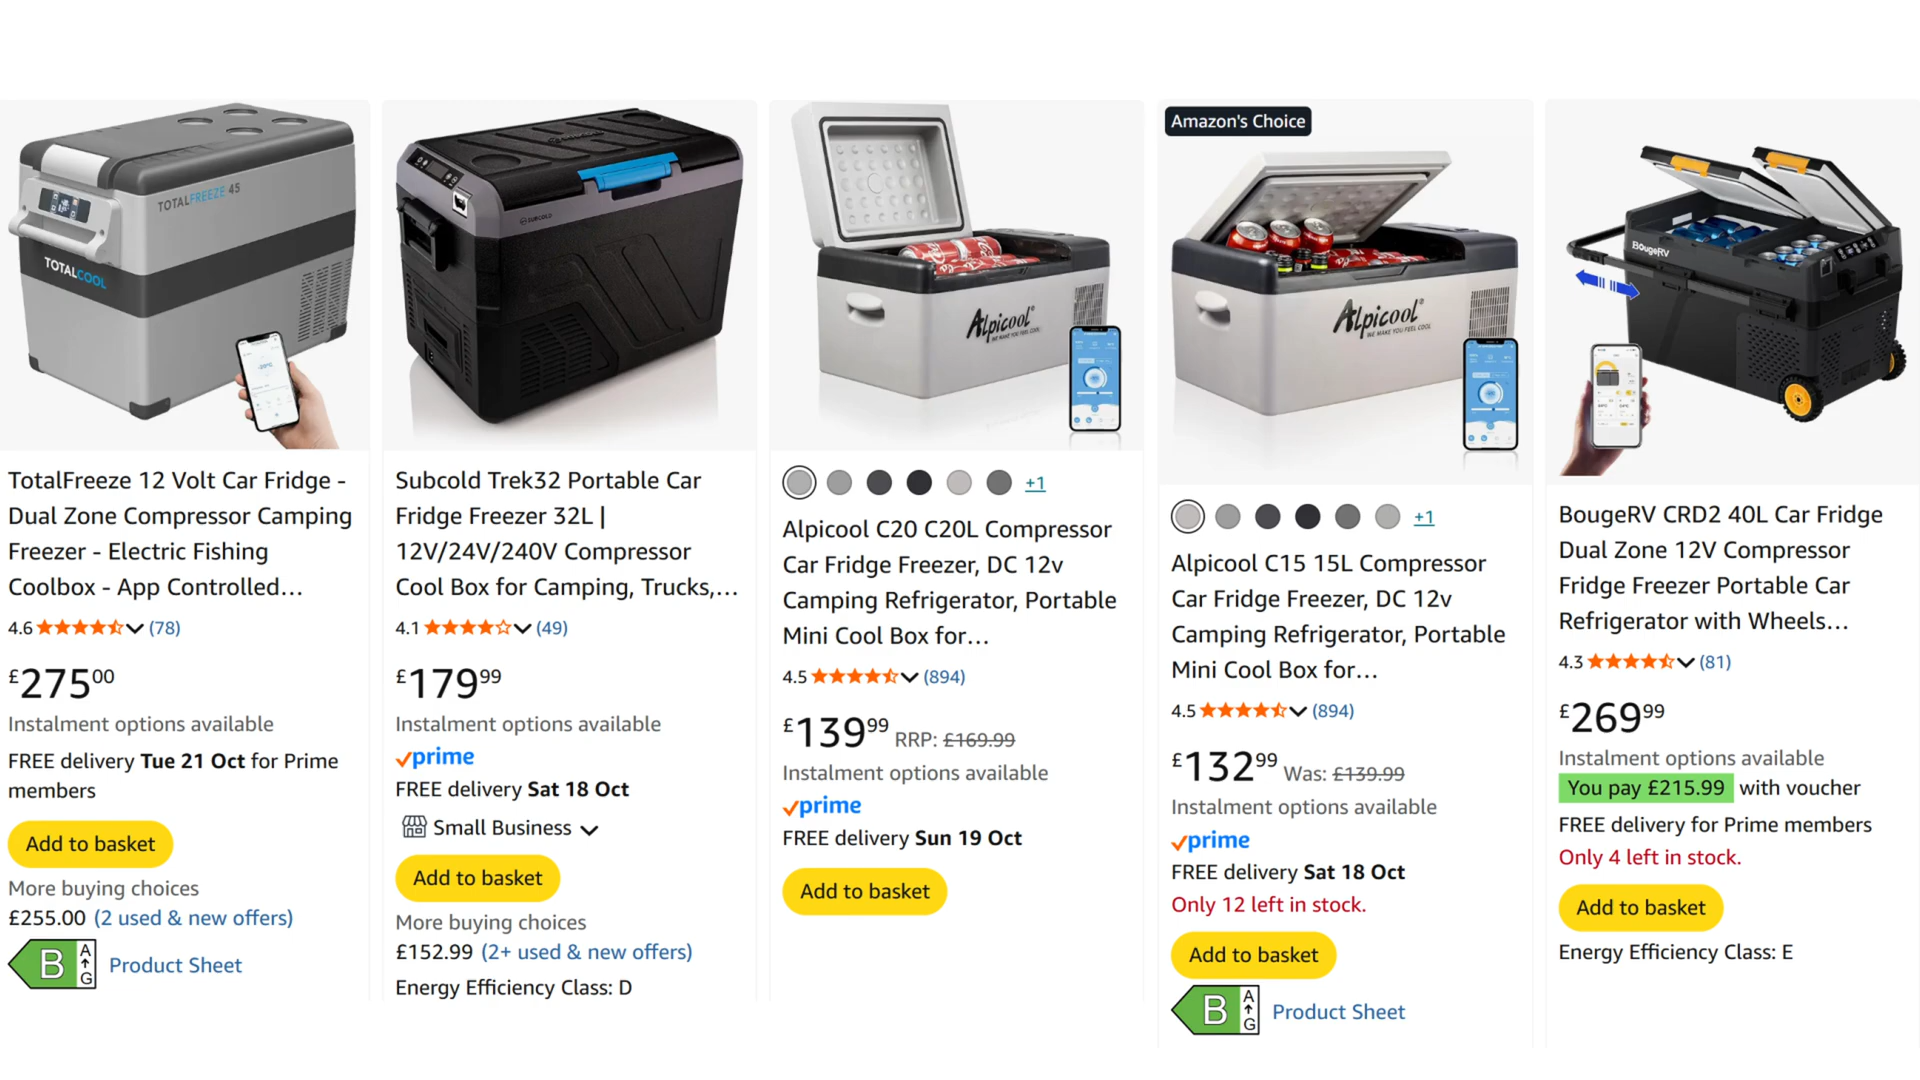 TOTALFREEZE 45
TOTALCOOL
TotalFreeze 12 Volt Car Fridge -
Dual Zone Compressor Camping
Freezer - Electric Fishing
Coolbox - App Controlled…
4.6 (78)
£275.00
Instalment options available
FREE delivery Tue 21 Oct for Prime
members
Add to basket
More buying choices
£255.00 (2 used & new offers)
B A G Product Sheet
SUBCOLD
Subcold Trek32 Portable Car
Fridge Freezer 32L |
12V/24V/240V Compressor
Cool Box for Camping, Trucks,…
4.1 (49)
£179.99
Instalment options available
prime
FREE delivery Sat 18 Oct
Small Business
Add to basket
More buying choices
£152.99 (2+ used & new offers)
Energy Efficiency Class: D
Alpicool®
WE MAKE YOU FEEL COOL
+1
Alpicool C20 C20L Compressor
Car Fridge Freezer, DC 12v
Camping Refrigerator, Portable
Mini Cool Box for…
4.5 (894)
£139.99 RRP: £169.99
Instalment options available
prime
FREE delivery Sun 19 Oct
Add to basket
Amazon's Choice
Alpicool®
WE MAKE YOU FEEL COOL
+1
Alpicool C15 15L Compressor
Car Fridge Freezer, DC 12v
Camping Refrigerator, Portable
Mini Cool Box for…
4.5 (894)
£132.99 Was: £139.99
Instalment options available
prime
FREE delivery Sat 18 Oct
Only 12 left in stock.
Add to basket
B A G Product Sheet
BougeRV
BougeRV CRD2 40L Car Fridge
Dual Zone 12V Compressor
Fridge Freezer Portable Car
Refrigerator with Wheels…
4.3 (81)
£269.99
Instalment options available
You pay £215.99 with voucher
FREE delivery for Prime members
Only 4 left in stock.
Add to basket
Energy Efficiency Class: E